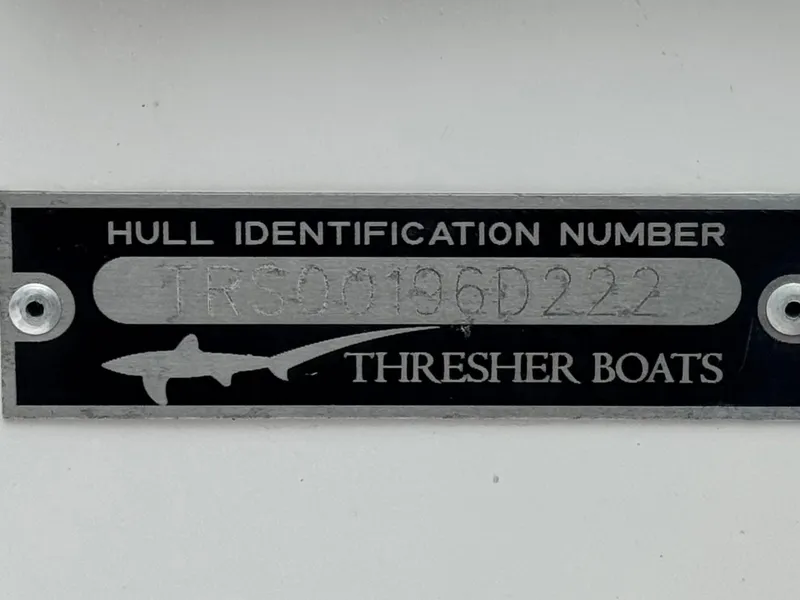 HULL IDENTIFICATION NUMBER
TRS00196D222
THRESHER BOATS